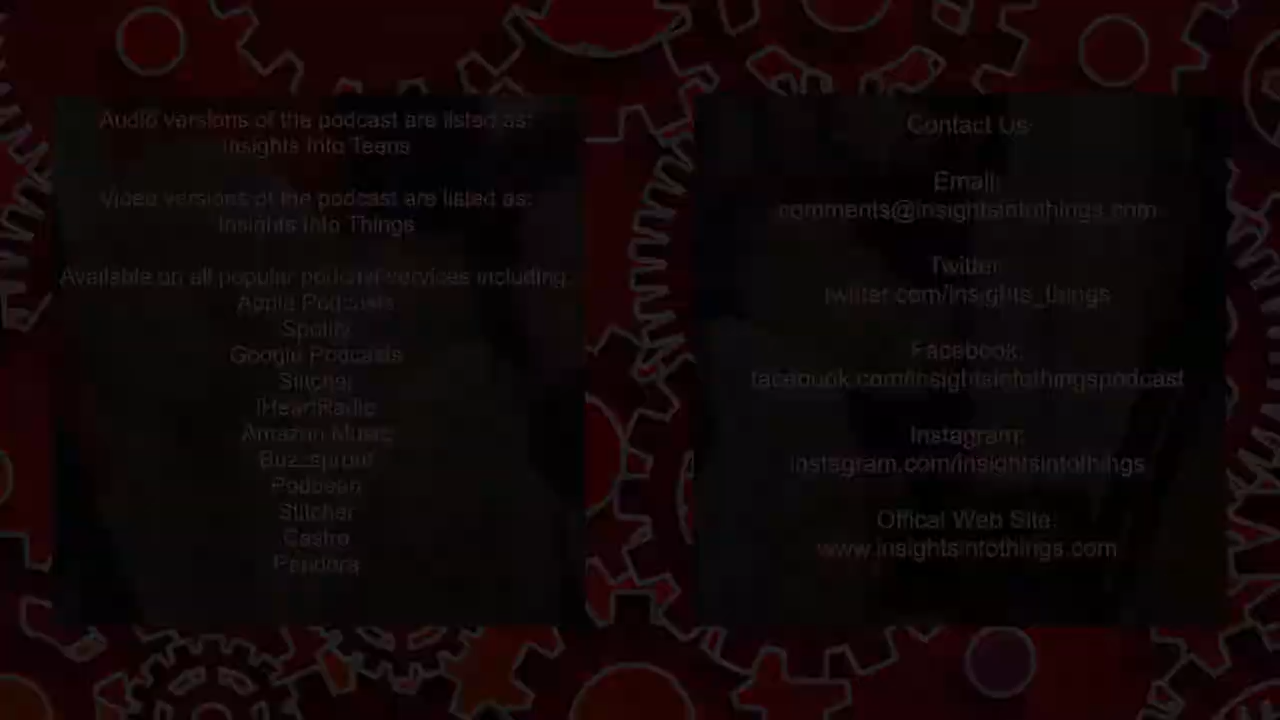 Audio versions of the podcast are listed as:
Insights Into Teens
Video versions of the podcast are listed as:
Insights Into Things
Available on all popular podcast services including:
Apple Podcasts
Spotify
Google Podcasts
Stitcher
iHeartRadio
Amazon Music
Buzzsprout
Podbean
Stitcher
Castro
Pandora
Contact Us
Email:
comments@insightsintothings.com
Twitter:
twitter.com/insights_things
Facebook:
facebook.com/insightsintothingspodcast
Instagram:
instagram.com/insightsintothings
Offical Web Site:
www.insightsintothings.com